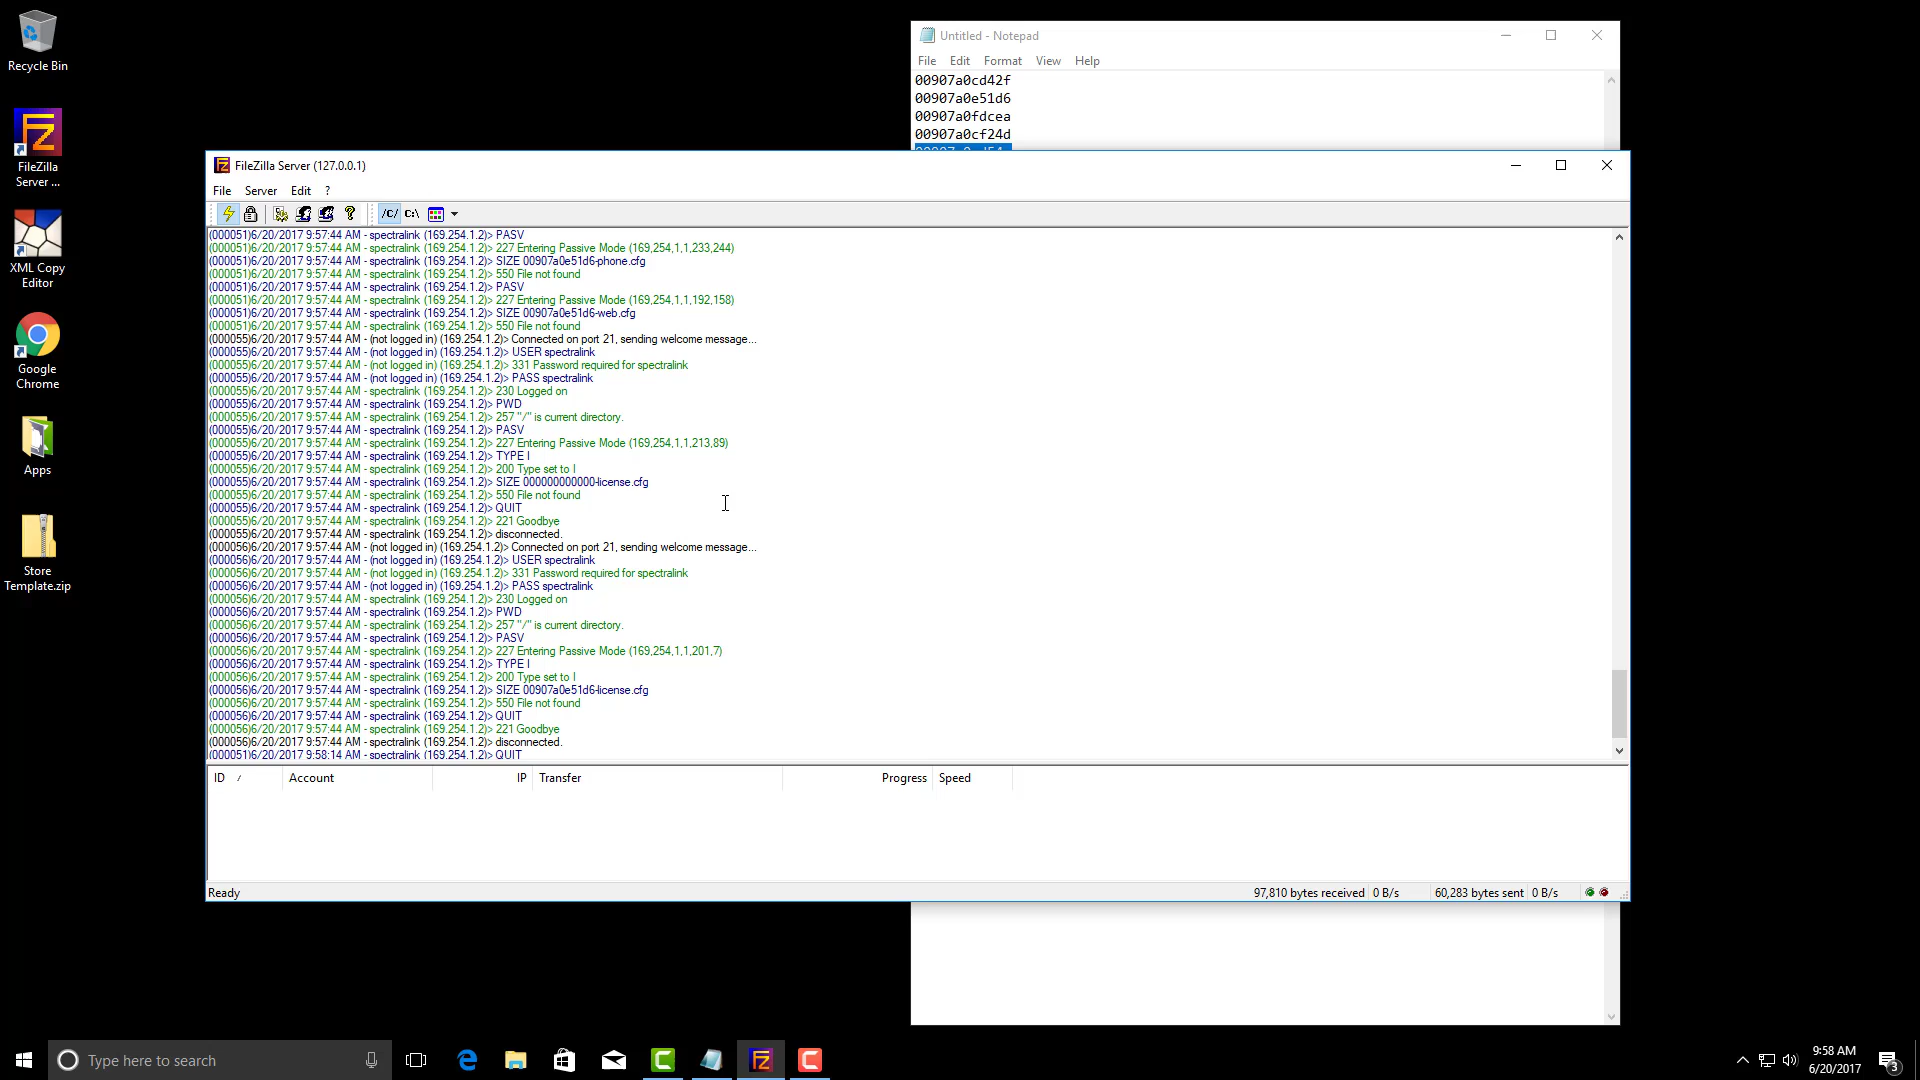 Recycle Bin
FileZilla
Server ...
XML Copy
Editor
Google
Chrome
Apps
Store
Template.zip
Untitled - Notepad
File Edit Format View Help
00907a0cd42f
00907a0e51d6
00907a0fdcea
00907a0cf24d
FileZilla Server (127.0.0.1)
File Server Edit ?
/C/ C:\
(000051)6/20/2017 9:57:44 AM - spectralink (169.254.1.2)> PASV
(000051)6/20/2017 9:57:44 AM - spectralink (169.254.1.2)> 227 Entering Passive Mode (169,254,1,1,233,244)
(000051)6/20/2017 9:57:44 AM - spectralink (169.254.1.2)> SIZE 00907a0e51d6-phone.cfg
(000051)6/20/2017 9:57:44 AM - spectralink (169.254.1.2)> 550 File not found
(000051)6/20/2017 9:57:44 AM - spectralink (169.254.1.2)> PASV
(000051)6/20/2017 9:57:44 AM - spectralink (169.254.1.2)> 227 Entering Passive Mode (169,254,1,1,192,158)
(000051)6/20/2017 9:57:44 AM - spectralink (169.254.1.2)> SIZE 00907a0e51d6-web.cfg
(000051)6/20/2017 9:57:44 AM - spectralink (169.254.1.2)> 550 File not found
(000055)6/20/2017 9:57:44 AM - (not logged in) (169.254.1.2)> Connected on port 21, sending welcome message...
(000055)6/20/2017 9:57:44 AM - (not logged in) (169.254.1.2)> USER spectralink
(000055)6/20/2017 9:57:44 AM - (not logged in) (169.254.1.2)> 331 Password required for spectralink
(000055)6/20/2017 9:57:44 AM - (not logged in) (169.254.1.2)> PASS spectralink
(000055)6/20/2017 9:57:44 AM - spectralink (169.254.1.2)> 230 Logged on
(000055)6/20/2017 9:57:44 AM - spectralink (169.254.1.2)> PWD
(000055)6/20/2017 9:57:44 AM - spectralink (169.254.1.2)> 257 "/" is current directory.
(000055)6/20/2017 9:57:44 AM - spectralink (169.254.1.2)> PASV
(000055)6/20/2017 9:57:44 AM - spectralink (169.254.1.2)> 227 Entering Passive Mode (169,254,1,1,213,89)
(000055)6/20/2017 9:57:44 AM - spectralink (169.254.1.2)> TYPE I
(000055)6/20/2017 9:57:44 AM - spectralink (169.254.1.2)> 200 Type set to I
(000055)6/20/2017 9:57:44 AM - spectralink (169.254.1.2)> SIZE 000000000000-license.cfg
(000055)6/20/2017 9:57:44 AM - spectralink (169.254.1.2)> 550 File not found
(000055)6/20/2017 9:57:44 AM - spectralink (169.254.1.2)> QUIT
(000055)6/20/2017 9:57:44 AM - spectralink (169.254.1.2)> 221 Goodbye
(000055)6/20/2017 9:57:44 AM - spectralink (169.254.1.2)> disconnected.
(000056)6/20/2017 9:57:44 AM - (not logged in) (169.254.1.2)> Connected on port 21, sending welcome message...
(000056)6/20/2017 9:57:44 AM - (not logged in) (169.254.1.2)> USER spectralink
(000056)6/20/2017 9:57:44 AM - (not logged in) (169.254.1.2)> 331 Password required for spectralink
(000056)6/20/2017 9:57:44 AM - (not logged in) (169.254.1.2)> PASS spectralink
(000056)6/20/2017 9:57:44 AM - spectralink (169.254.1.2)> 230 Logged on
(000056)6/20/2017 9:57:44 AM - spectralink (169.254.1.2)> PWD
(000056)6/20/2017 9:57:44 AM - spectralink (169.254.1.2)> 257 "/" is current directory.
(000056)6/20/2017 9:57:44 AM - spectralink (169.254.1.2)> PASV
(000056)6/20/2017 9:57:44 AM - spectralink (169.254.1.2)> 227 Entering Passive Mode (169,254,1,1,201,7)
(000056)6/20/2017 9:57:44 AM - spectralink (169.254.1.2)> TYPE I
(000056)6/20/2017 9:57:44 AM - spectralink (169.254.1.2)> 200 Type set to I
(000056)6/20/2017 9:57:44 AM - spectralink (169.254.1.2)> SIZE 00907a0e51d6-license.cfg
(000056)6/20/2017 9:57:44 AM - spectralink (169.254.1.2)> 550 File not found
(000056)6/20/2017 9:57:44 AM - spectralink (169.254.1.2)> QUIT
(000056)6/20/2017 9:57:44 AM - spectralink (169.254.1.2)> 221 Goodbye
(000056)6/20/2017 9:57:44 AM - spectralink (169.254.1.2)> disconnected.
(000051)6/20/2017 9:58:14 AM - spectralink (169.254.1.2)> QUIT
ID / Account IP Transfer Progress Speed
Ready 97,810 bytes received 0 B/s 60,283 bytes sent 0 B/s
Type here to search
9:58 AM
6/20/2017
3